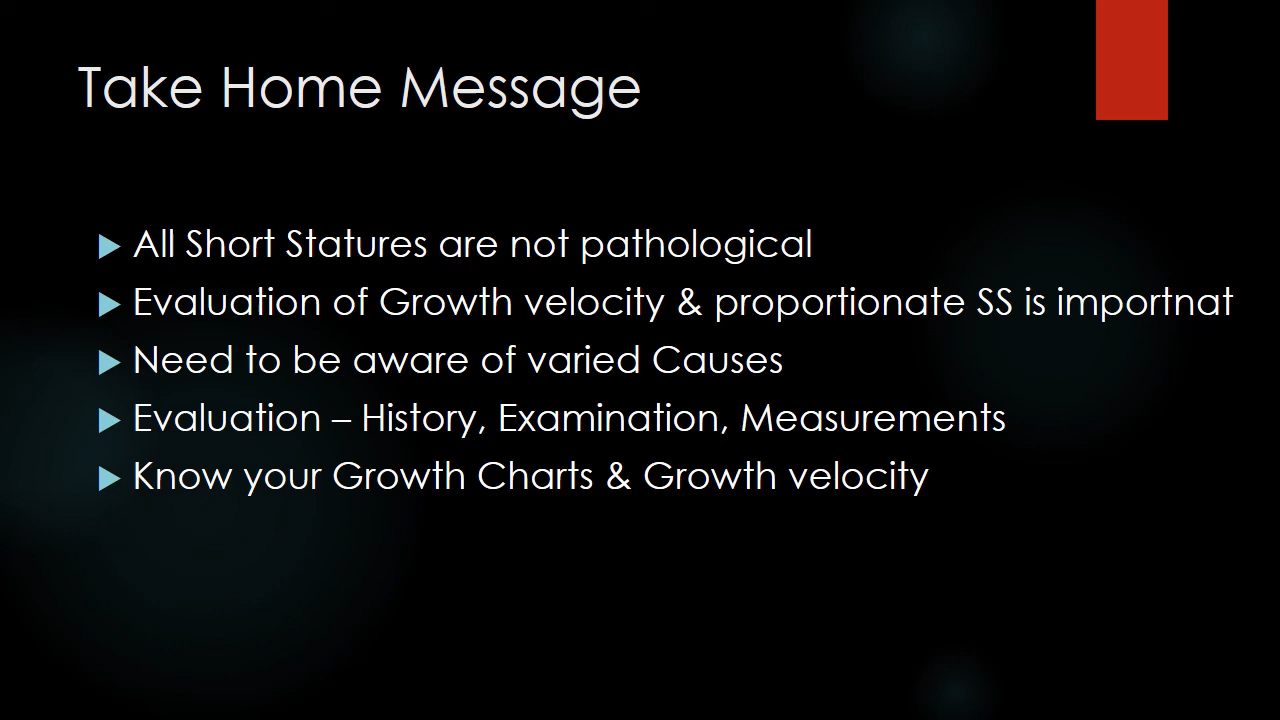 Take Home Message
All Short Statures are not pathological
Evaluation of Growth velocity & proportionate SS is importnat
Need to be aware of varied Causes
Evaluation – History, Examination, Measurements
Know your Growth Charts & Growth velocity